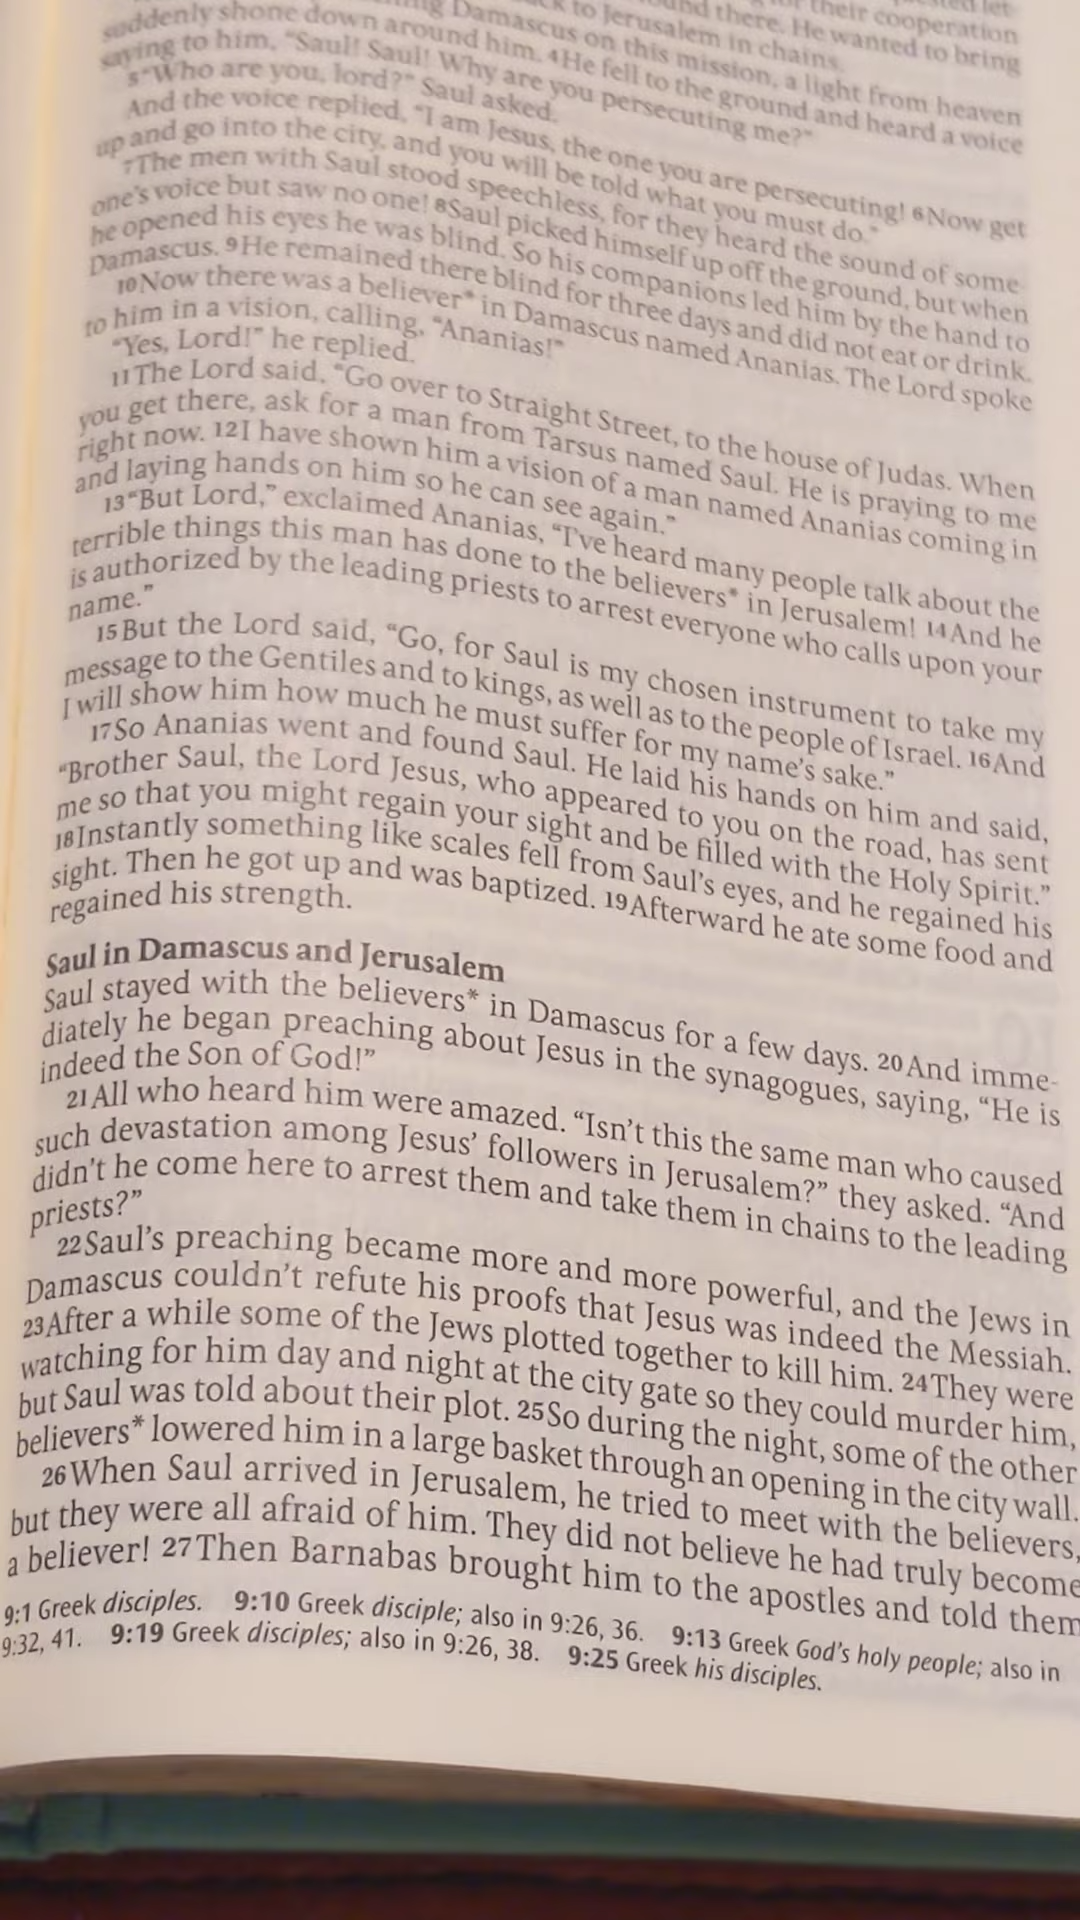 their cooperation
to Jerusalem in chains.
there. He wanted to bring
Damascus on this mission, a light from heaven
suddenly shone down around him. 4He fell to the ground and heard a voice
saying to him, “Saul! Saul! Why are you persecuting me?”
5“Who are you, lord?” Saul asked.
And the voice replied, “I am Jesus, the one you are persecuting! 6Now get
up and go into the city, and you will be told what you must do.”
7The men with Saul stood speechless, for they heard the sound of some-
one’s voice but saw no one! 8Saul picked himself up off the ground, but when
he opened his eyes he was blind. So his companions led him by the hand to
Damascus. 9He remained there blind for three days and did not eat or drink.
10Now there was a believer* in Damascus named Ananias. The Lord spoke
to him in a vision, calling, “Ananias!”
“Yes, Lord!” he replied.
11The Lord said, “Go over to Straight Street, to the house of Judas. When
you get there, ask for a man from Tarsus named Saul. He is praying to me
right now. 12I have shown him a vision of a man named Ananias coming in
and laying hands on him so he can see again.”
13“But Lord,” exclaimed Ananias, “I’ve heard many people talk about the
terrible things this man has done to the believers* in Jerusalem! 14And he
is authorized by the leading priests to arrest everyone who calls upon your
name.”
15But the Lord said, “Go, for Saul is my chosen instrument to take my
message to the Gentiles and to kings, as well as to the people of Israel. 16And
I will show him how much he must suffer for my name’s sake.”
17So Ananias went and found Saul. He laid his hands on him and said,
“Brother Saul, the Lord Jesus, who appeared to you on the road, has sent
me so that you might regain your sight and be filled with the Holy Spirit.”
18Instantly something like scales fell from Saul’s eyes, and he regained his
sight. Then he got up and was baptized. 19Afterward he ate some food and
regained his strength.
Saul in Damascus and Jerusalem
Saul stayed with the believers* in Damascus for a few days. 20And imme-
diately he began preaching about Jesus in the synagogues, saying, “He is
indeed the Son of God!”
21All who heard him were amazed. “Isn’t this the same man who caused
such devastation among Jesus’ followers in Jerusalem?” they asked. “And
didn’t he come here to arrest them and take them in chains to the leading
priests?”
22Saul’s preaching became more and more powerful, and the Jews in
Damascus couldn’t refute his proofs that Jesus was indeed the Messiah.
23After a while some of the Jews plotted together to kill him. 24They were
watching for him day and night at the city gate so they could murder him,
but Saul was told about their plot. 25So during the night, some of the other
believers* lowered him in a large basket through an opening in the city wall.
26When Saul arrived in Jerusalem, he tried to meet with the believers,
but they were all afraid of him. They did not believe he had truly become
a believer! 27Then Barnabas brought him to the apostles and told them
9:1 Greek disciples. 9:10 Greek disciple; also in 9:26, 36. 9:13 Greek God’s holy people; also in
9:32, 41. 9:19 Greek disciples; also in 9:26, 38. 9:25 Greek his disciples.